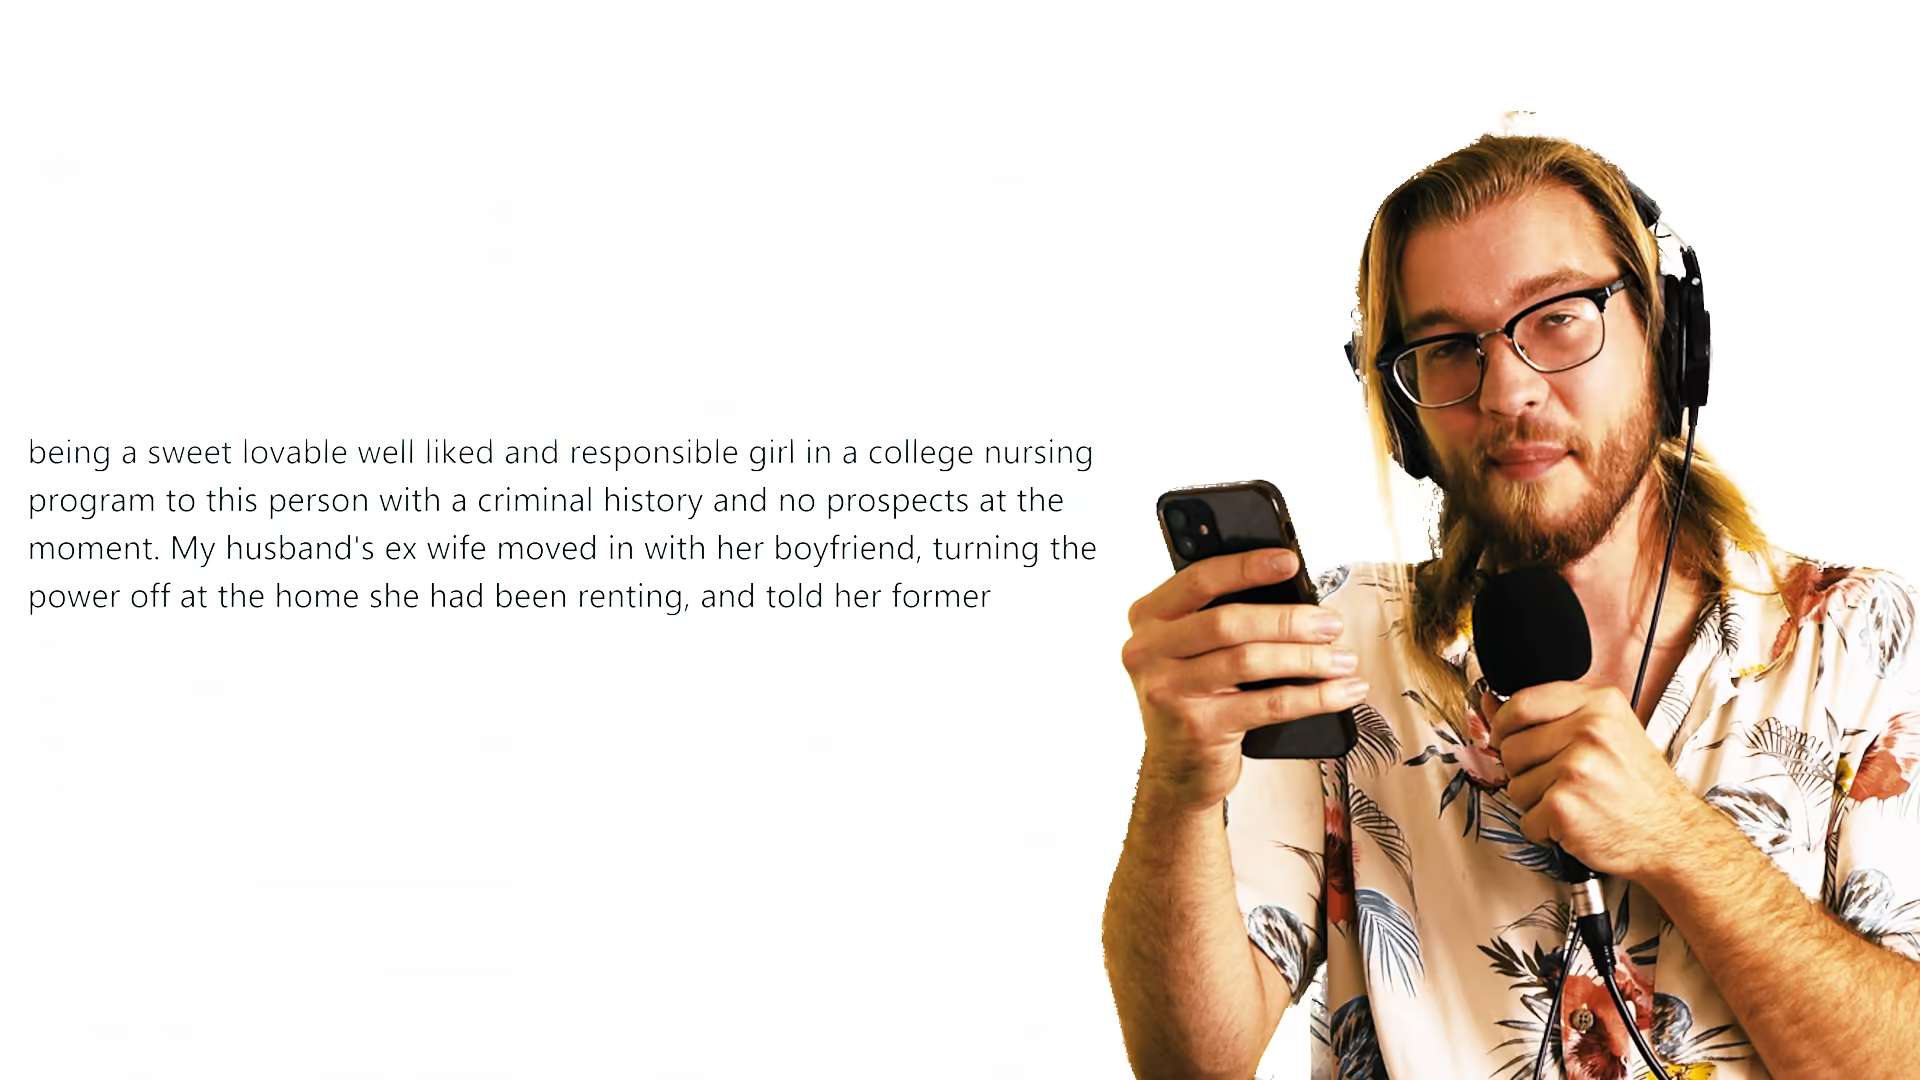 being a sweet lovable well liked and responsible girl in a college nursing
program to this person with a criminal history and no prospects at the
moment. My husband's ex wife moved in with her boyfriend, turning the
power off at the home she had been renting, and told her former